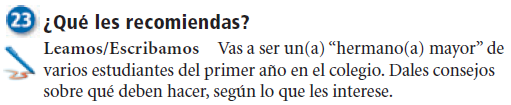 23 ¿Qué les recomiendas?
Leamos/Escribamos Vas a ser un(a) “hermano(a) mayor” de
varios estudiantes del primer año en el colegio. Dales consejos
sobre qué deben hacer, según lo que les interese.